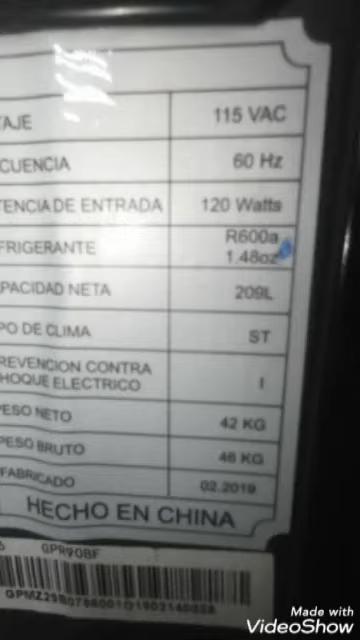 TAJE 115 VAC
CUENCIA 60 Hz
TENCIA DE ENTRADA 120 Watts
FRIGERANTE R600a
1.48oz
PACIDAD NETA 209L
PO DE CLIMA ST
REVENCION CONTRA
HOQUE ELECTRICO I
PESO NETO 42 KG
PESO BRUTO 46 KG
FABRICADO 02.2019
HECHO EN CHINA
GPR90BF
Made with
VideoShow